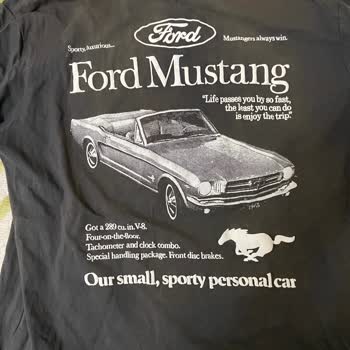 Ford
Sporty, luxurious...
Mustangers always win.
Ford Mustang
"Life passes you by so fast,
the least you can do
is enjoy the trip."
Got a 289 cu. in. V-8.
Four-on-the-floor.
Tachometer and clock combo.
Special handling package. Front disc brakes.
Our small, sporty personal car